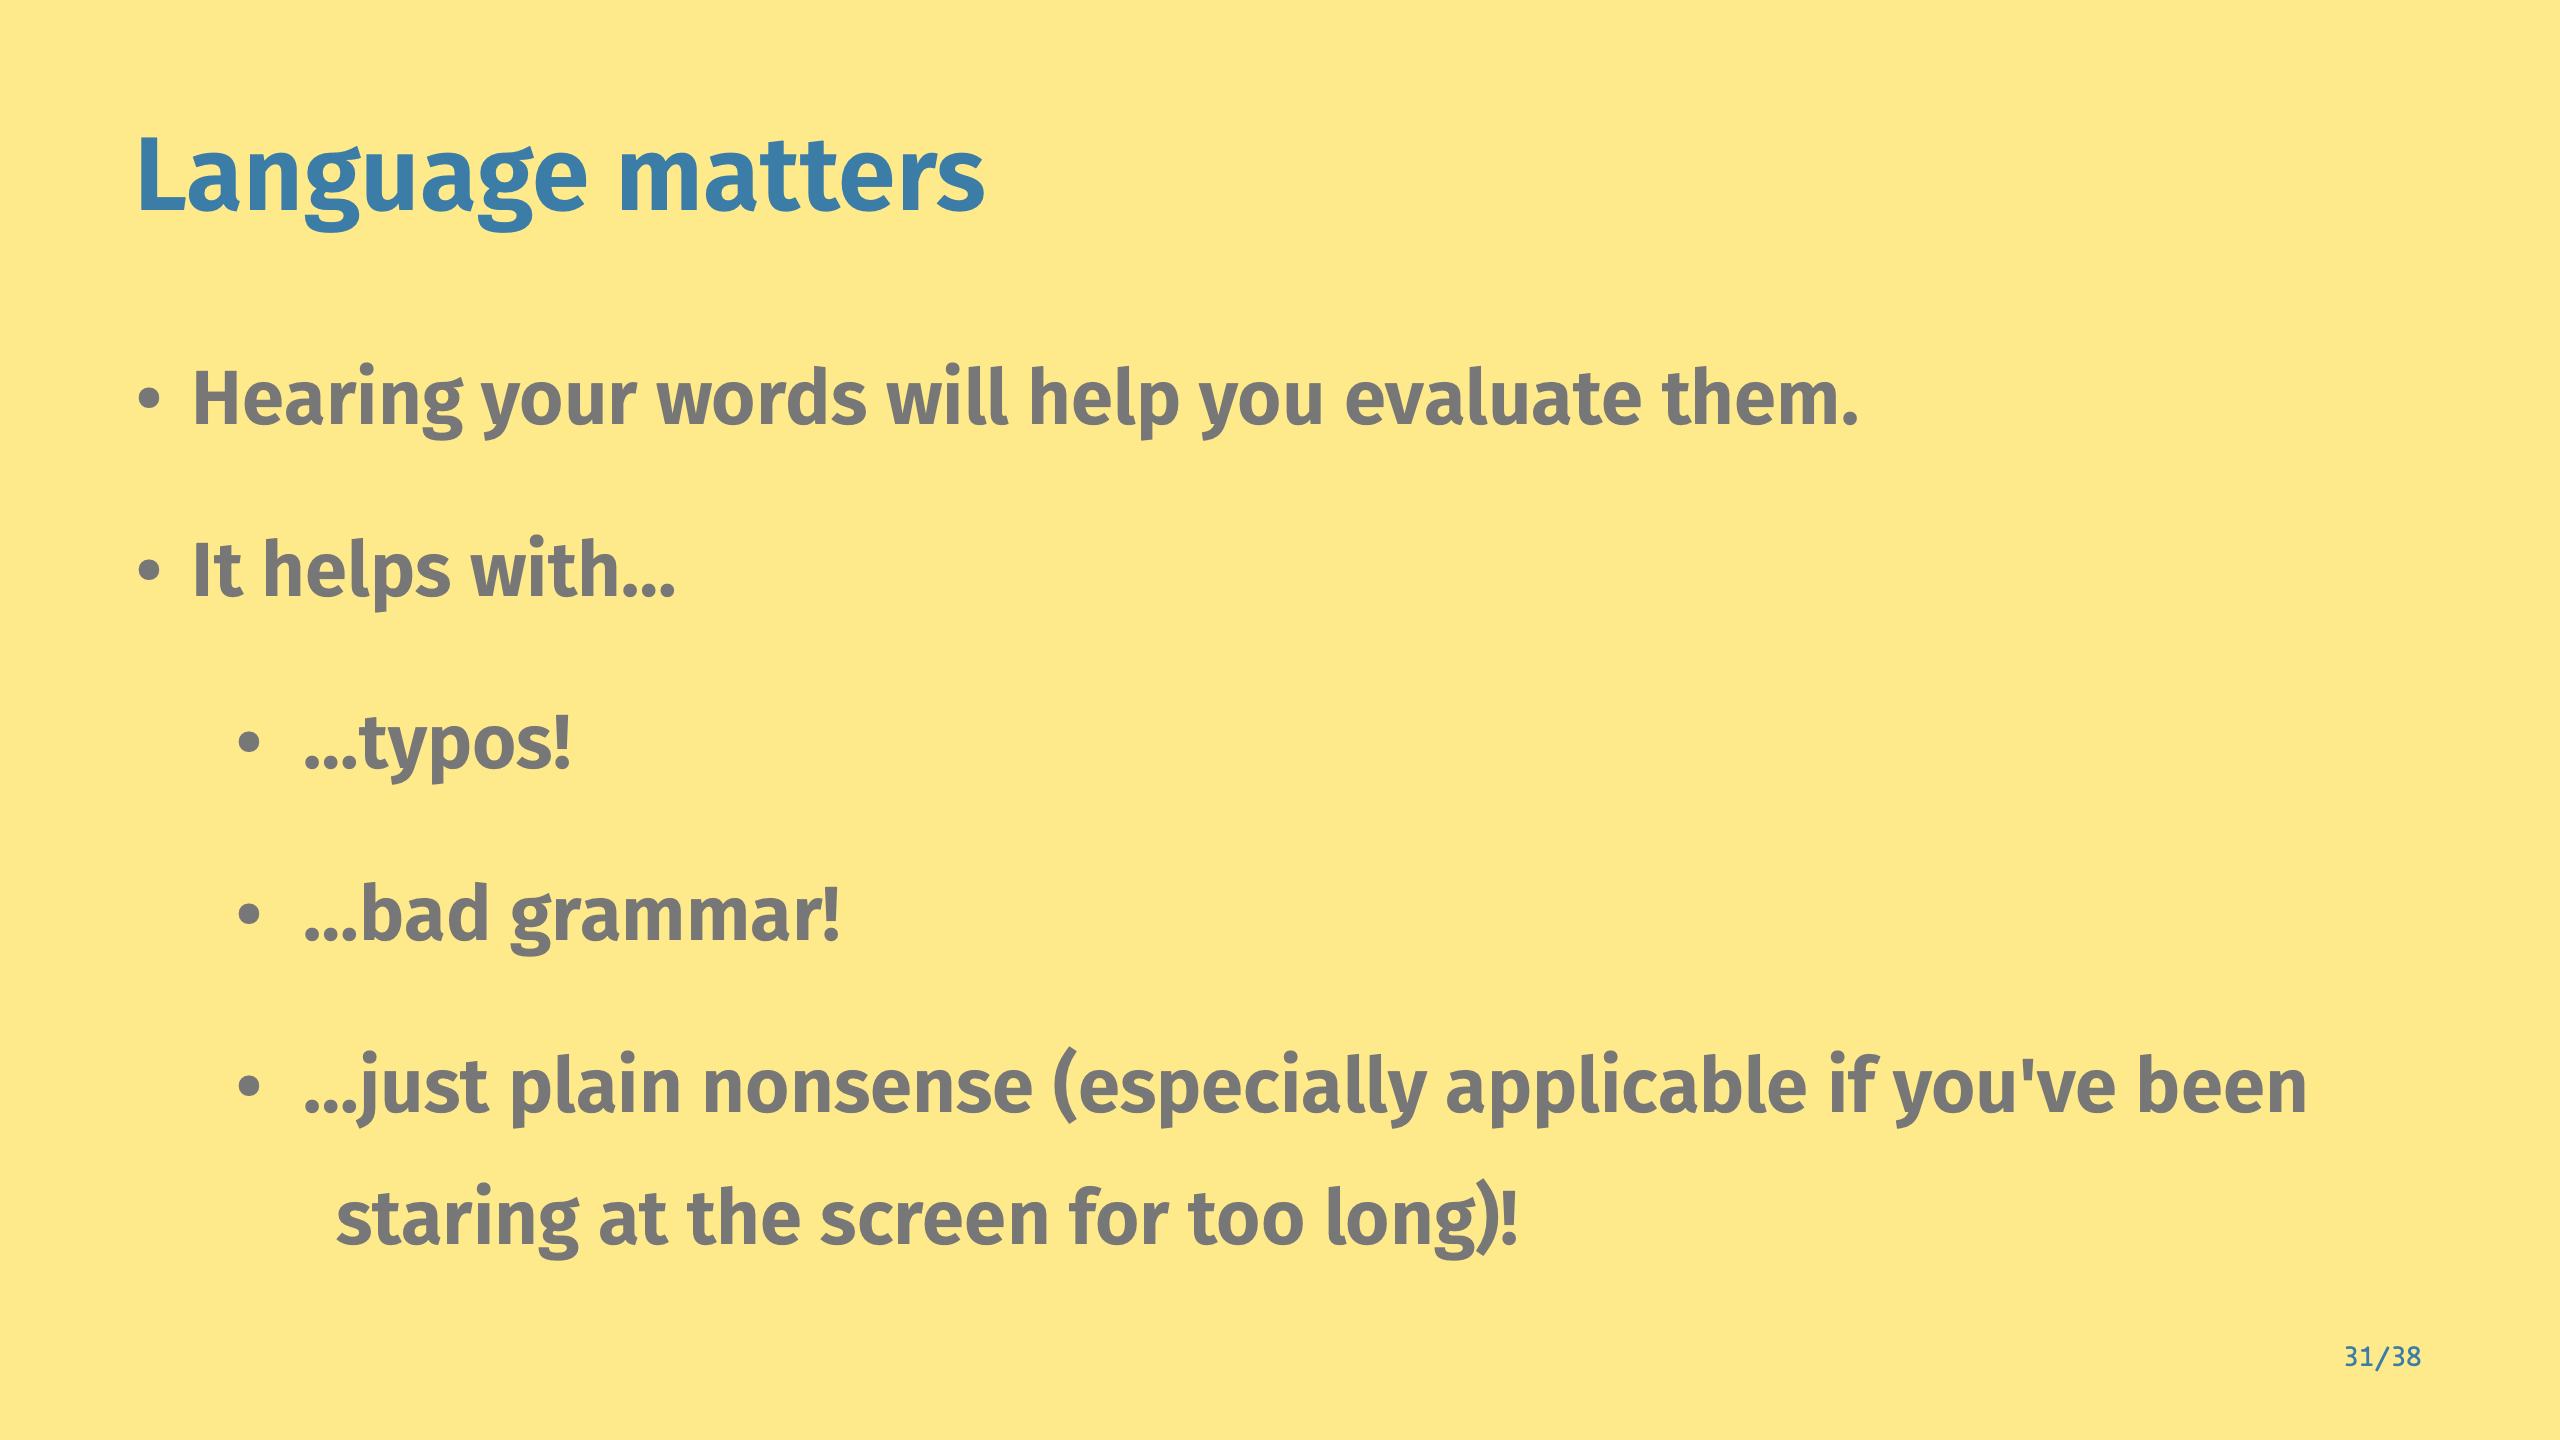 Language matters
• Hearing your words will help you evaluate them.
• It helps with...
• ...typos!
• ...bad grammar!
• ...just plain nonsense (especially applicable if you've been
staring at the screen for too long)!
31/38